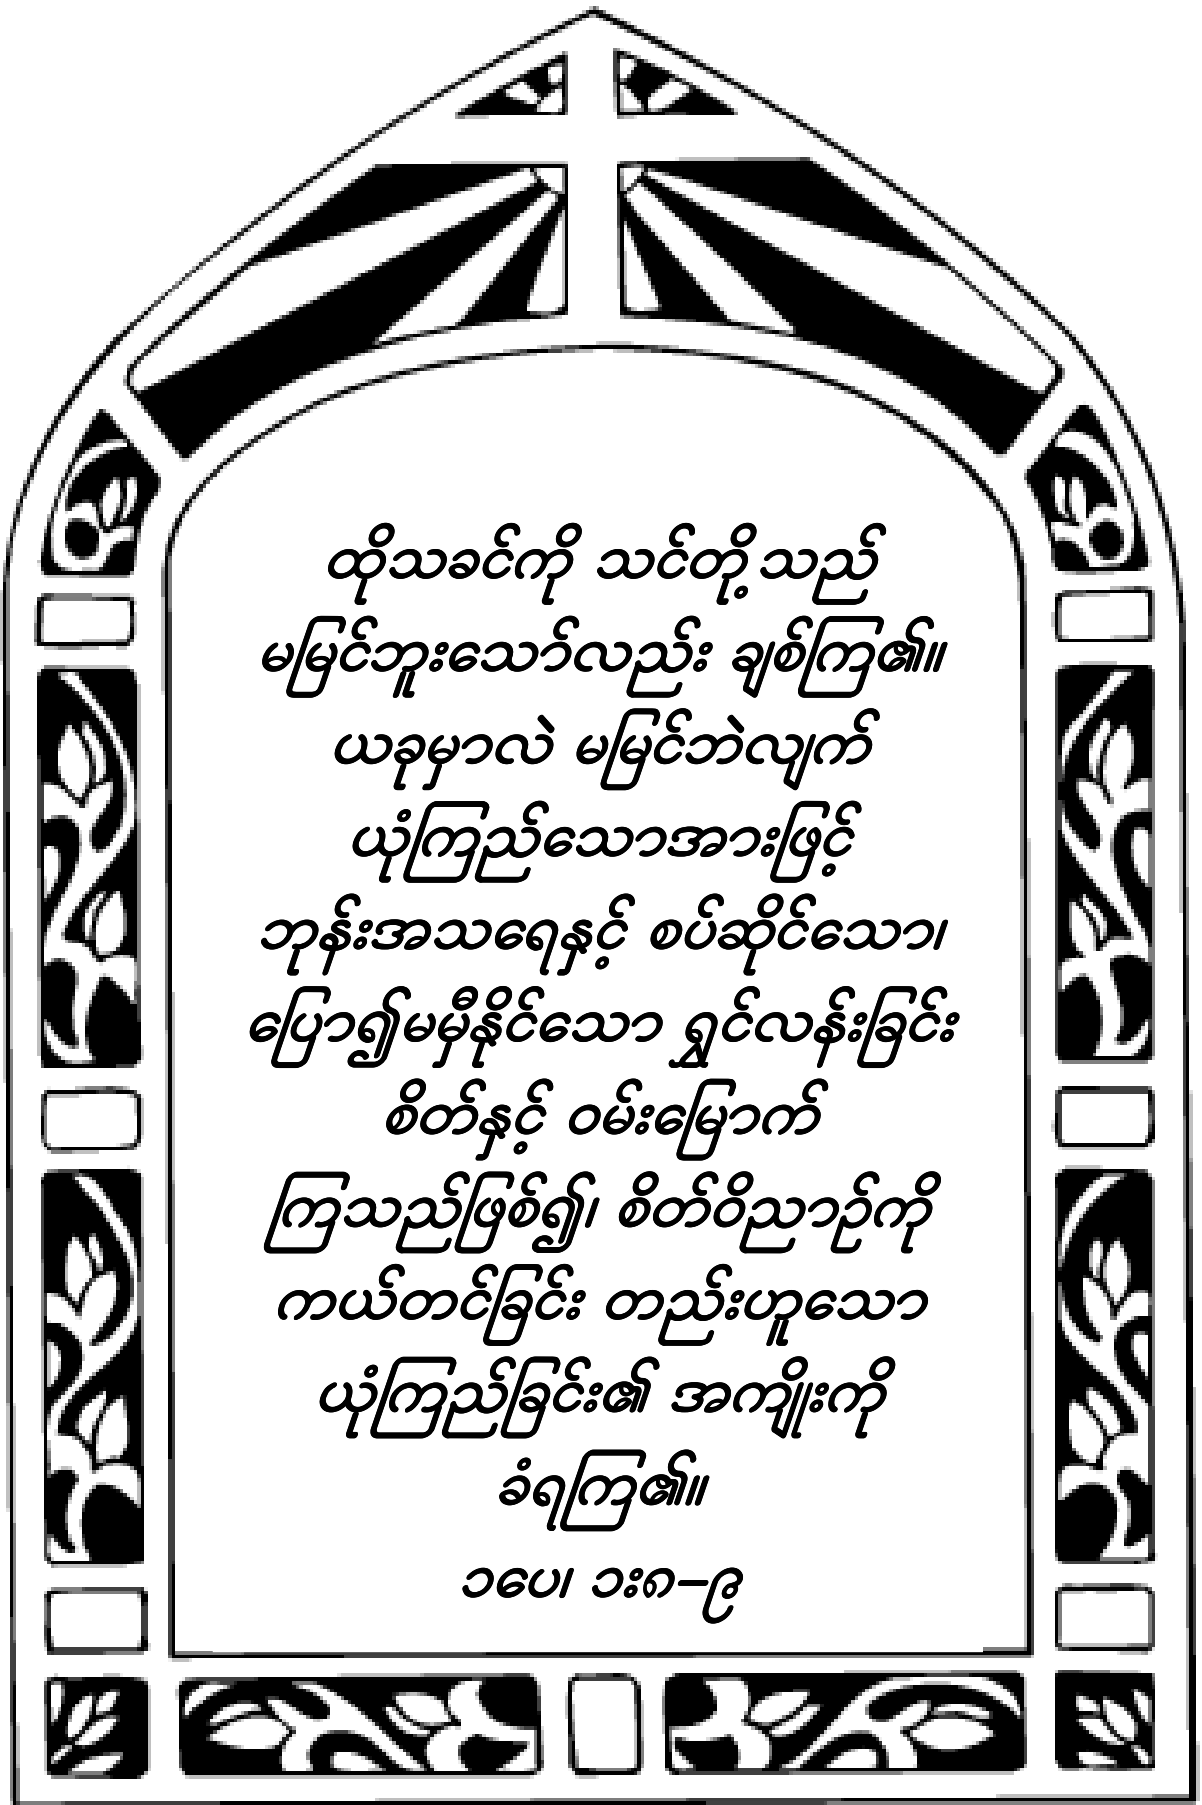 ထိုသခင်ကို သင်တို့သည်
မမြင်ဘူးသော်လည်း ချစ်ကြ၏။
ယခုမှာလဲ မမြင်ဘဲလျက်
ယုံကြည်သောအားဖြင့်
ဘုန်းအသရေနှင့် စပ်ဆိုင်သော၊
ပြော၍မမှီနိုင်သော ရွှင်လန်းခြင်း
စိတ်နှင့် ဝမ်းမြောက်
ကြသည်ဖြစ်၍၊ စိတ်ဝိညာဉ်ကို
ကယ်တင်ခြင်း တည်းဟူသော
ယုံကြည်ခြင်း၏ အကျိုးကို
ခံရကြ၏။
၁ပေ၊ ၁း၈–၉